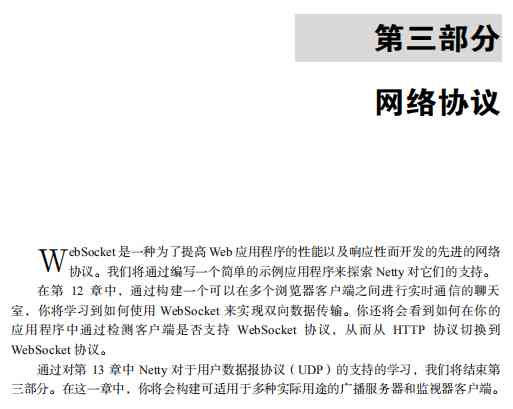 第三部分
网络协议
WebSocket 是一种为了提高 Web 应用程序的性能以及响应性而开发的先进的网络
协议。我们将通过编写一个简单的示例应用程序来探索 Netty 对它们的支持。
在第 12 章中，通过构建一个可以在多个浏览器客户端之间进行实时通信的聊天
室，你将学习到如何使用 WebSocket 来实现双向数据传输。你还将会看到如何在你的
应用程序中通过检测客户端是否支持 WebSocket 协议，从而从 HTTP 协议切换到
WebSocket 协议。
通过对第 13 章中 Netty 对于用户数据报协议（UDP）的支持的学习，我们将结束第
三部分。在这一章中，你将会构建可适用于多种实际用途的广播服务器和监视器客户端。